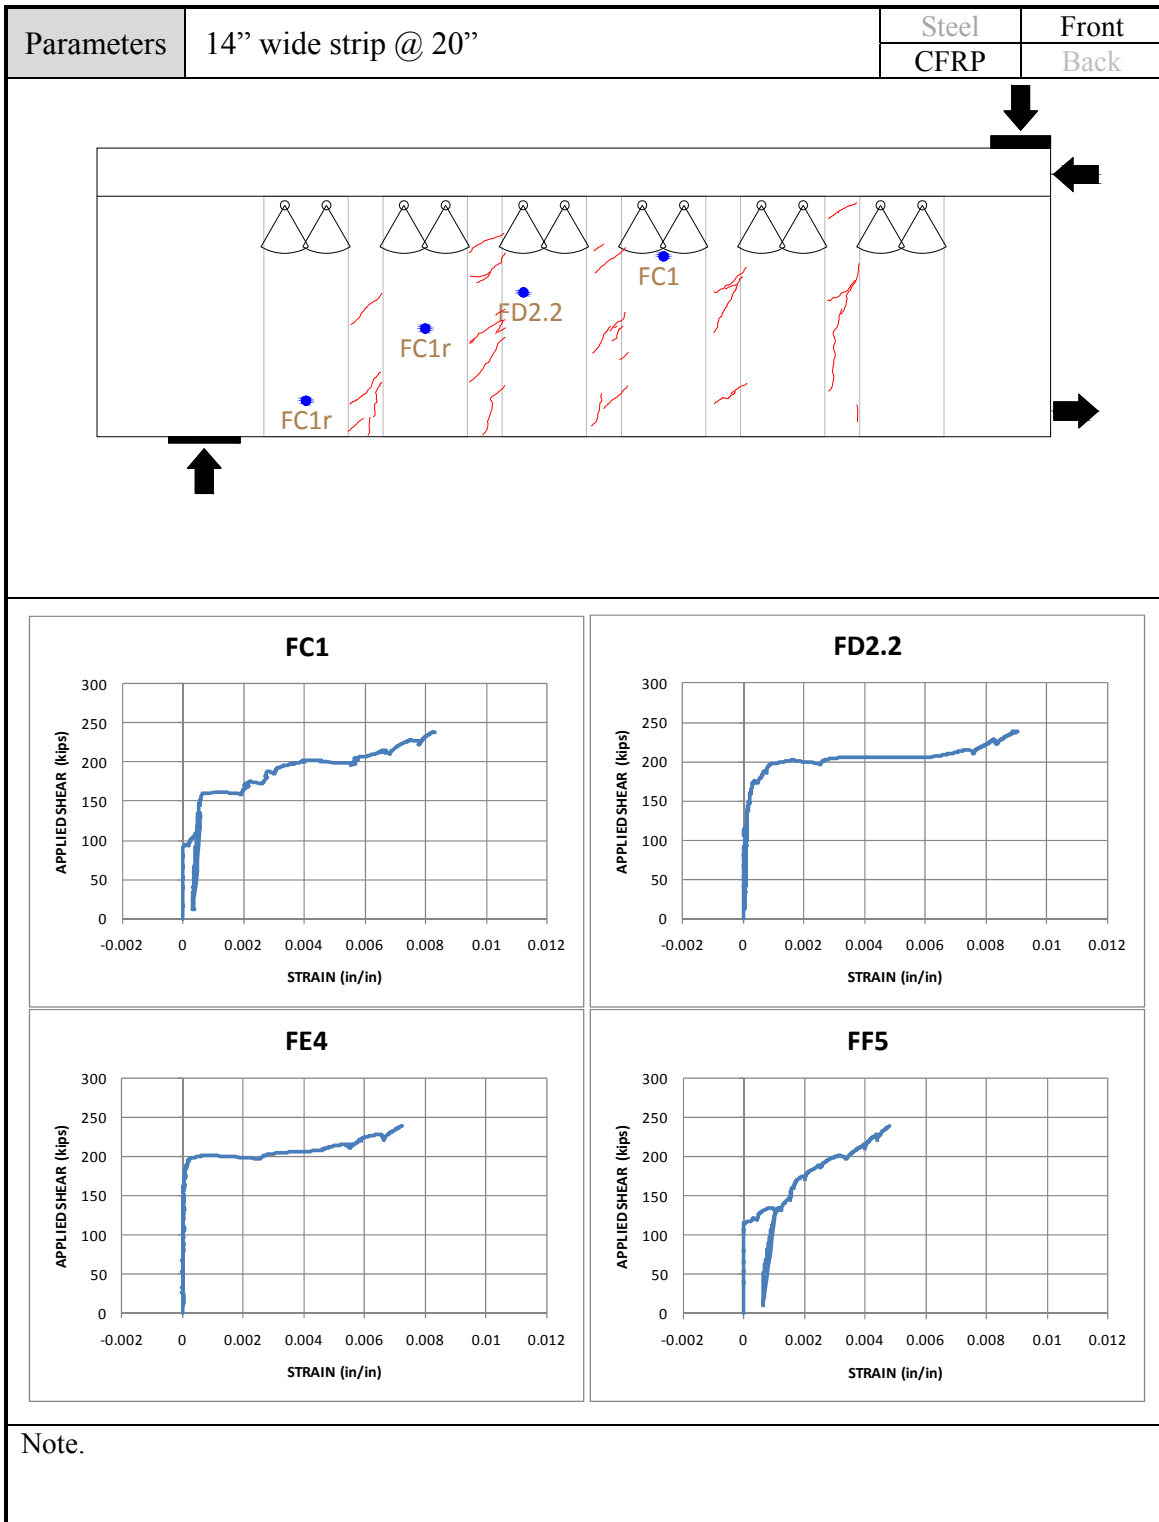 Parameters 14” wide strip @ 20” Steel Front
CFRP Back
FC1
FD2.2
FC1r
FC1r
FC1
300
250
200
150
100
50
0
-0.002 0 0.002 0.004 0.006 0.008 0.01 0.012
APPLIED SHEAR (kips)
STRAIN (in/in)
FD2.2
300
250
200
150
100
50
0
-0.002 0 0.002 0.004 0.006 0.008 0.01 0.012
APPLIED SHEAR (kips)
STRAIN (in/in)
FE4
300
250
200
150
100
50
0
-0.002 0 0.002 0.004 0.006 0.008 0.01 0.012
APPLIED SHEAR (kips)
STRAIN (in/in)
FF5
300
250
200
150
100
50
0
-0.002 0 0.002 0.004 0.006 0.008 0.01 0.012
APPLIED SHEAR (kips)
STRAIN (in/in)
Note.